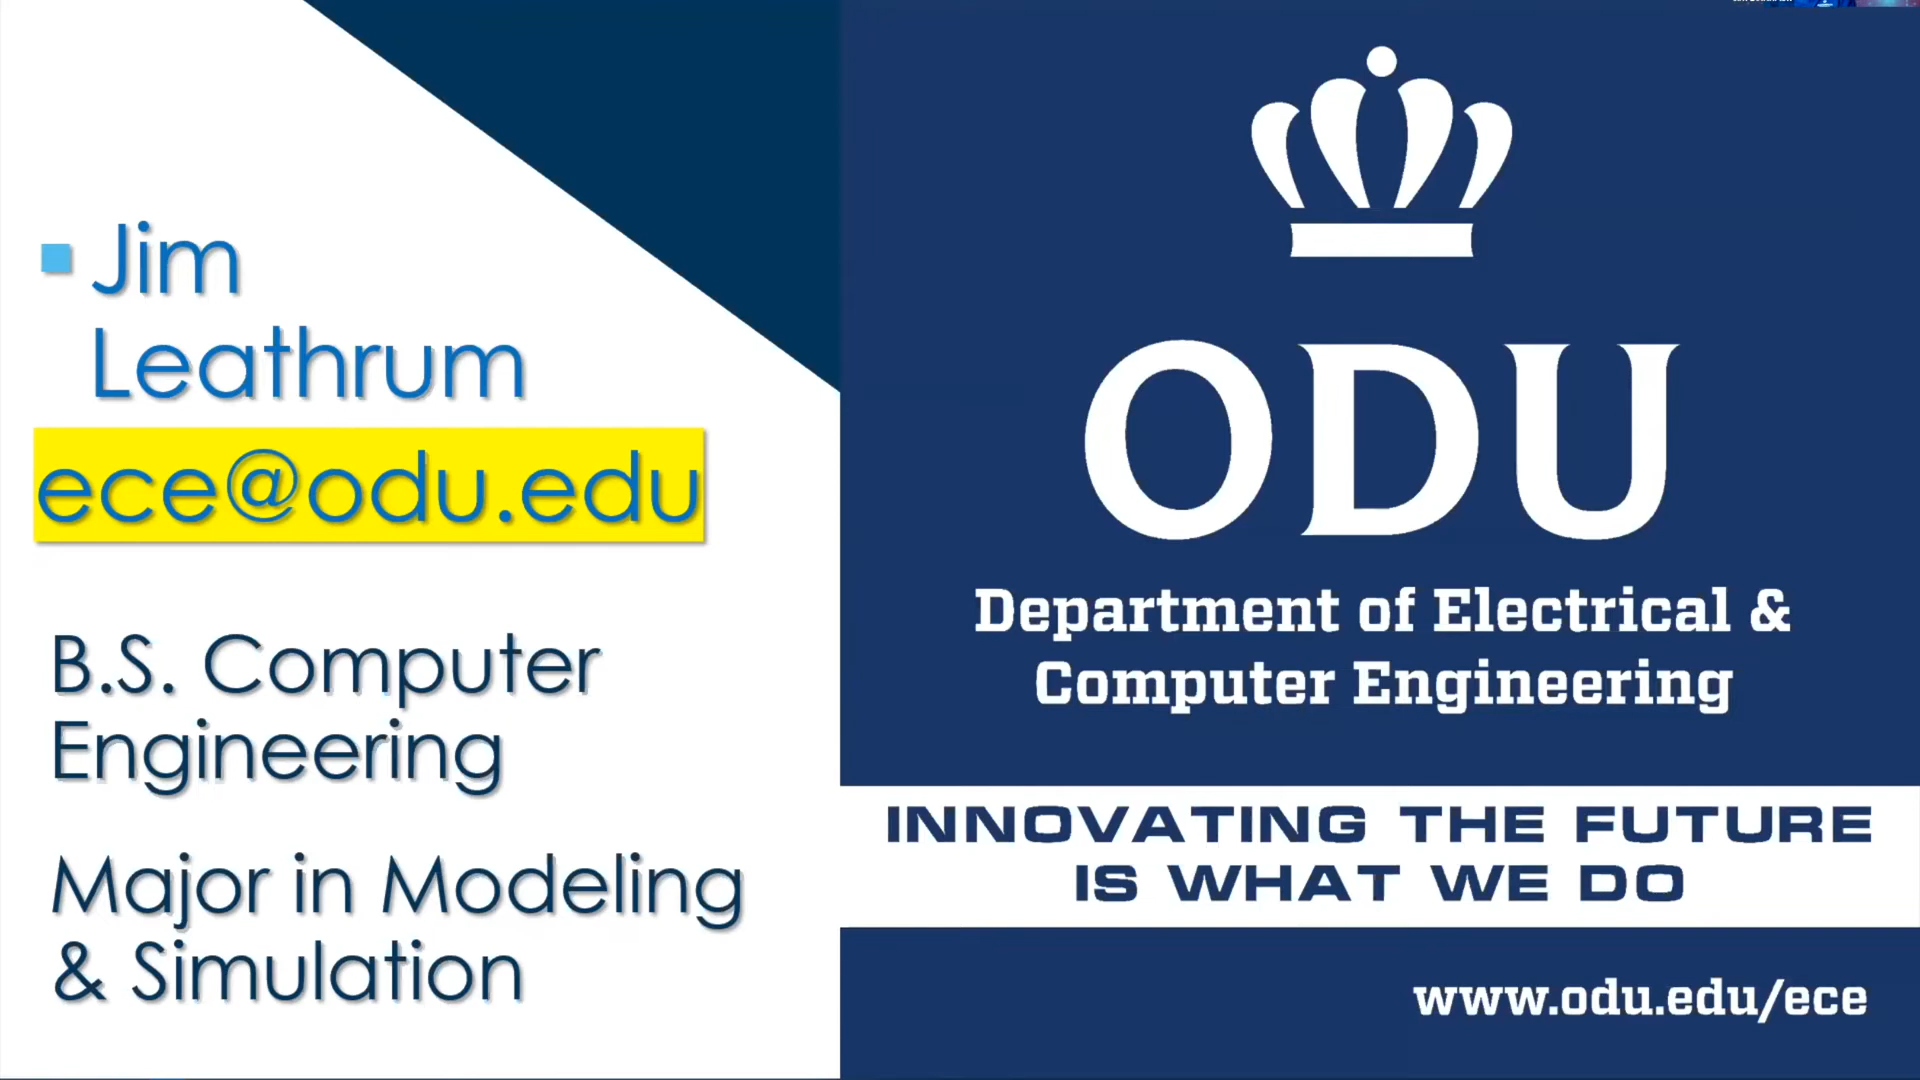 Jim
Leathrum
ece@odu.edu
B.S. Computer
Engineering
Major in Modeling
& Simulation
ODU
Department of Electrical &
Computer Engineering
INNOVATING THE FUTURE
IS WHAT WE DO
www.odu.edu/ece